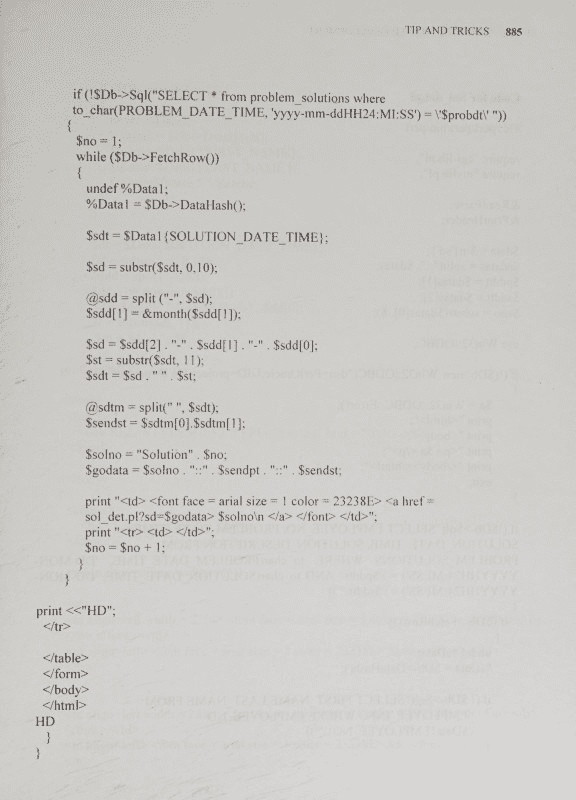 TIP AND TRICKS 885
if (!$Db->Sql("SELECT * from problem_solutions where
to_char(PROBLEM_DATE_TIME, 'yyyy-mm-ddHH24:MI:SS') = \'$probdt\' "))
{
$no = 1;
while ($Db->FetchRow())
{
undef %Data1;
%Data1 = $Db->DataHash();
$sdt = $Data1{SOLUTION_DATE_TIME};
$sd = substr($sdt, 0,10);
@sdd = split ("-", $sd);
$sdd[1] = &month($sdd[1]);
$sd = $sdd[2] . "-" . $sdd[1] . "-" . $sdd[0];
$st = substr($sdt, 11);
$sdt = $sd . " " . $st;
@sdtm = split(" ", $sdt);
$sendst = $sdtm[0].$sdtm[1];
$solno = "Solution" . $no;
$godata = $solno . "::" . $sendpt . "::" . $sendst;
print "<td> <font face = arial size = 1 color = 23238E> <a href =
sol_det.pl?sd=$godata> $solno\n </a> </font> </td>";
print "<tr> <td> </td>";
$no = $no + 1;
}
}
print <<"HD";
</tr>
</table>
</form>
</body>
</html>
HD
}
}